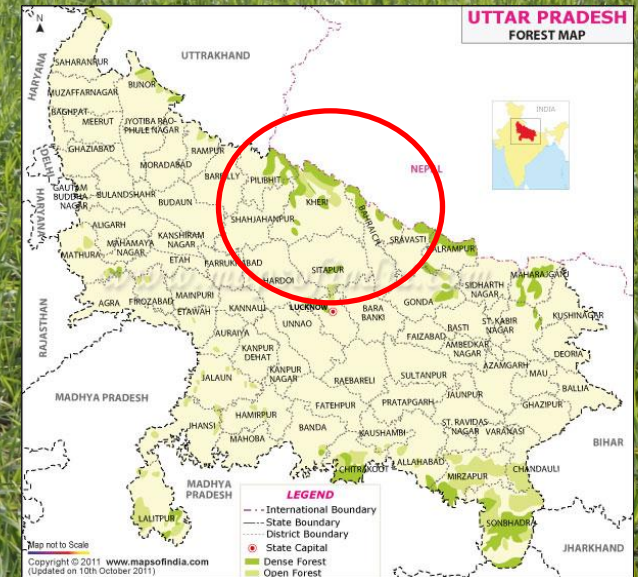 UTTAR PRADESH
FOREST MAP
N
HARYANA
SAHARANPUR
UTTRAKHAND
MUZAFFARNAGAR
BIJNOR
BAGHPAT
MEERUT
JYOTIBA RAO-
PHULE NAGAR
INDIA
GHAZIABAD
RAMPUR
DELHI
MORADABAD
BAREILLY
PILIBHIT
NEPAL
GAUTAM
BUDDHA
NAGAR
BULANDSHAHR
BUDAUN
KHERI
HARYANA
SHAHJAHANPUR
BAHRAICH
ALIGARH
KANSHIRAM
NAGAR
SRAVASTI
MATHURA
MAHAMAYA
NAGAR
ETAH
FARRUKHABAD
SITAPUR
BALRAMPUR
HARDOI
MAHARAJGANJ
AGRA
FIROZABAD
MAINPURI
ETAWAH
KANNAUJ
LUCKNOW
GONDA
SIDHARTH
NAGAR
KUSHINAGAR
RAJASTHAN
UNNAO
BARA
BANKI
AURAIYA
BASTI
ST. KABIR
NAGAR
FAIZABAD
DEORIA
KANPUR
DEHAT
AMBEDKAR
NAGAR
AZAMGARH
MAU
JALAUN
KANPUR
NAGAR
RAEBARELI
SULTANPUR
BALLIA
MADHYA PRADESH
JAUNPUR
GHAZIPUR
HAMIRPUR
FATEHPUR
PRATAPGARH
JHANSI
MAHOBA
BANDA
KAUSHAMBI
ST. RAVIDAS
NAGAR
VARANASI
BIHAR
CHITRAKOOT
ALLAHABAD
MIRZAPUR
CHANDAULI
MADHYA
PRADESH
LALITPUR
SONBHADRA
JHARKHAND
LEGEND
International Boundary
State Boundary
District Boundary
State Capital
Dense Forest
Open Forest
Map not to Scale
Copyright © 2011 www.mapsofindia.com
(Updated on 10th October 2011)